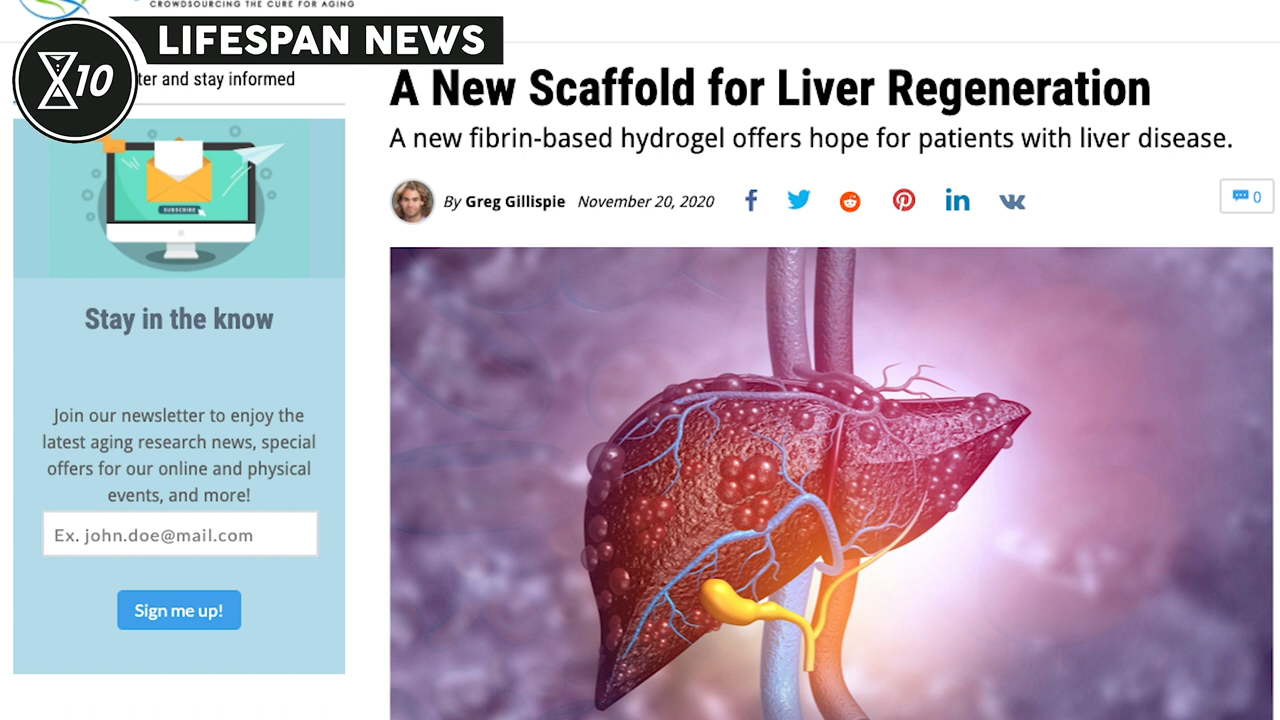 CROWDSOURCING THE CURE FOR AGING
LIFESPAN NEWS
10
ter and stay informed
SUBSCRIBE
Stay in the know
Join our newsletter to enjoy the
latest aging research news, special
offers for our online and physical
events, and more!
Ex. john.doe@mail.com
Sign me up!
A New Scaffold for Liver Regeneration
A new fibrin-based hydrogel offers hope for patients with liver disease.
By Greg Gillispie November 20, 2020
0